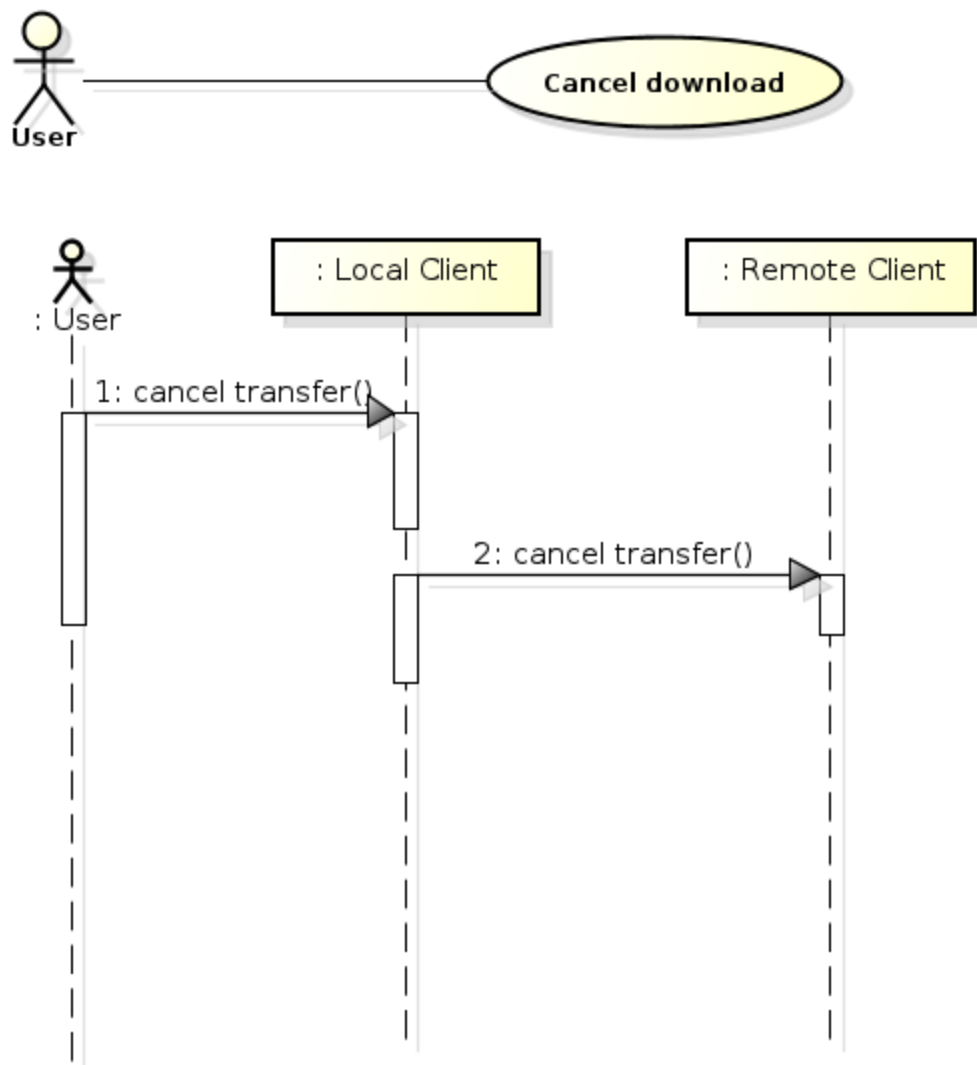 Cancel download
User
: User
: Local Client
: Remote Client
1: cancel transfer()
2: cancel transfer()